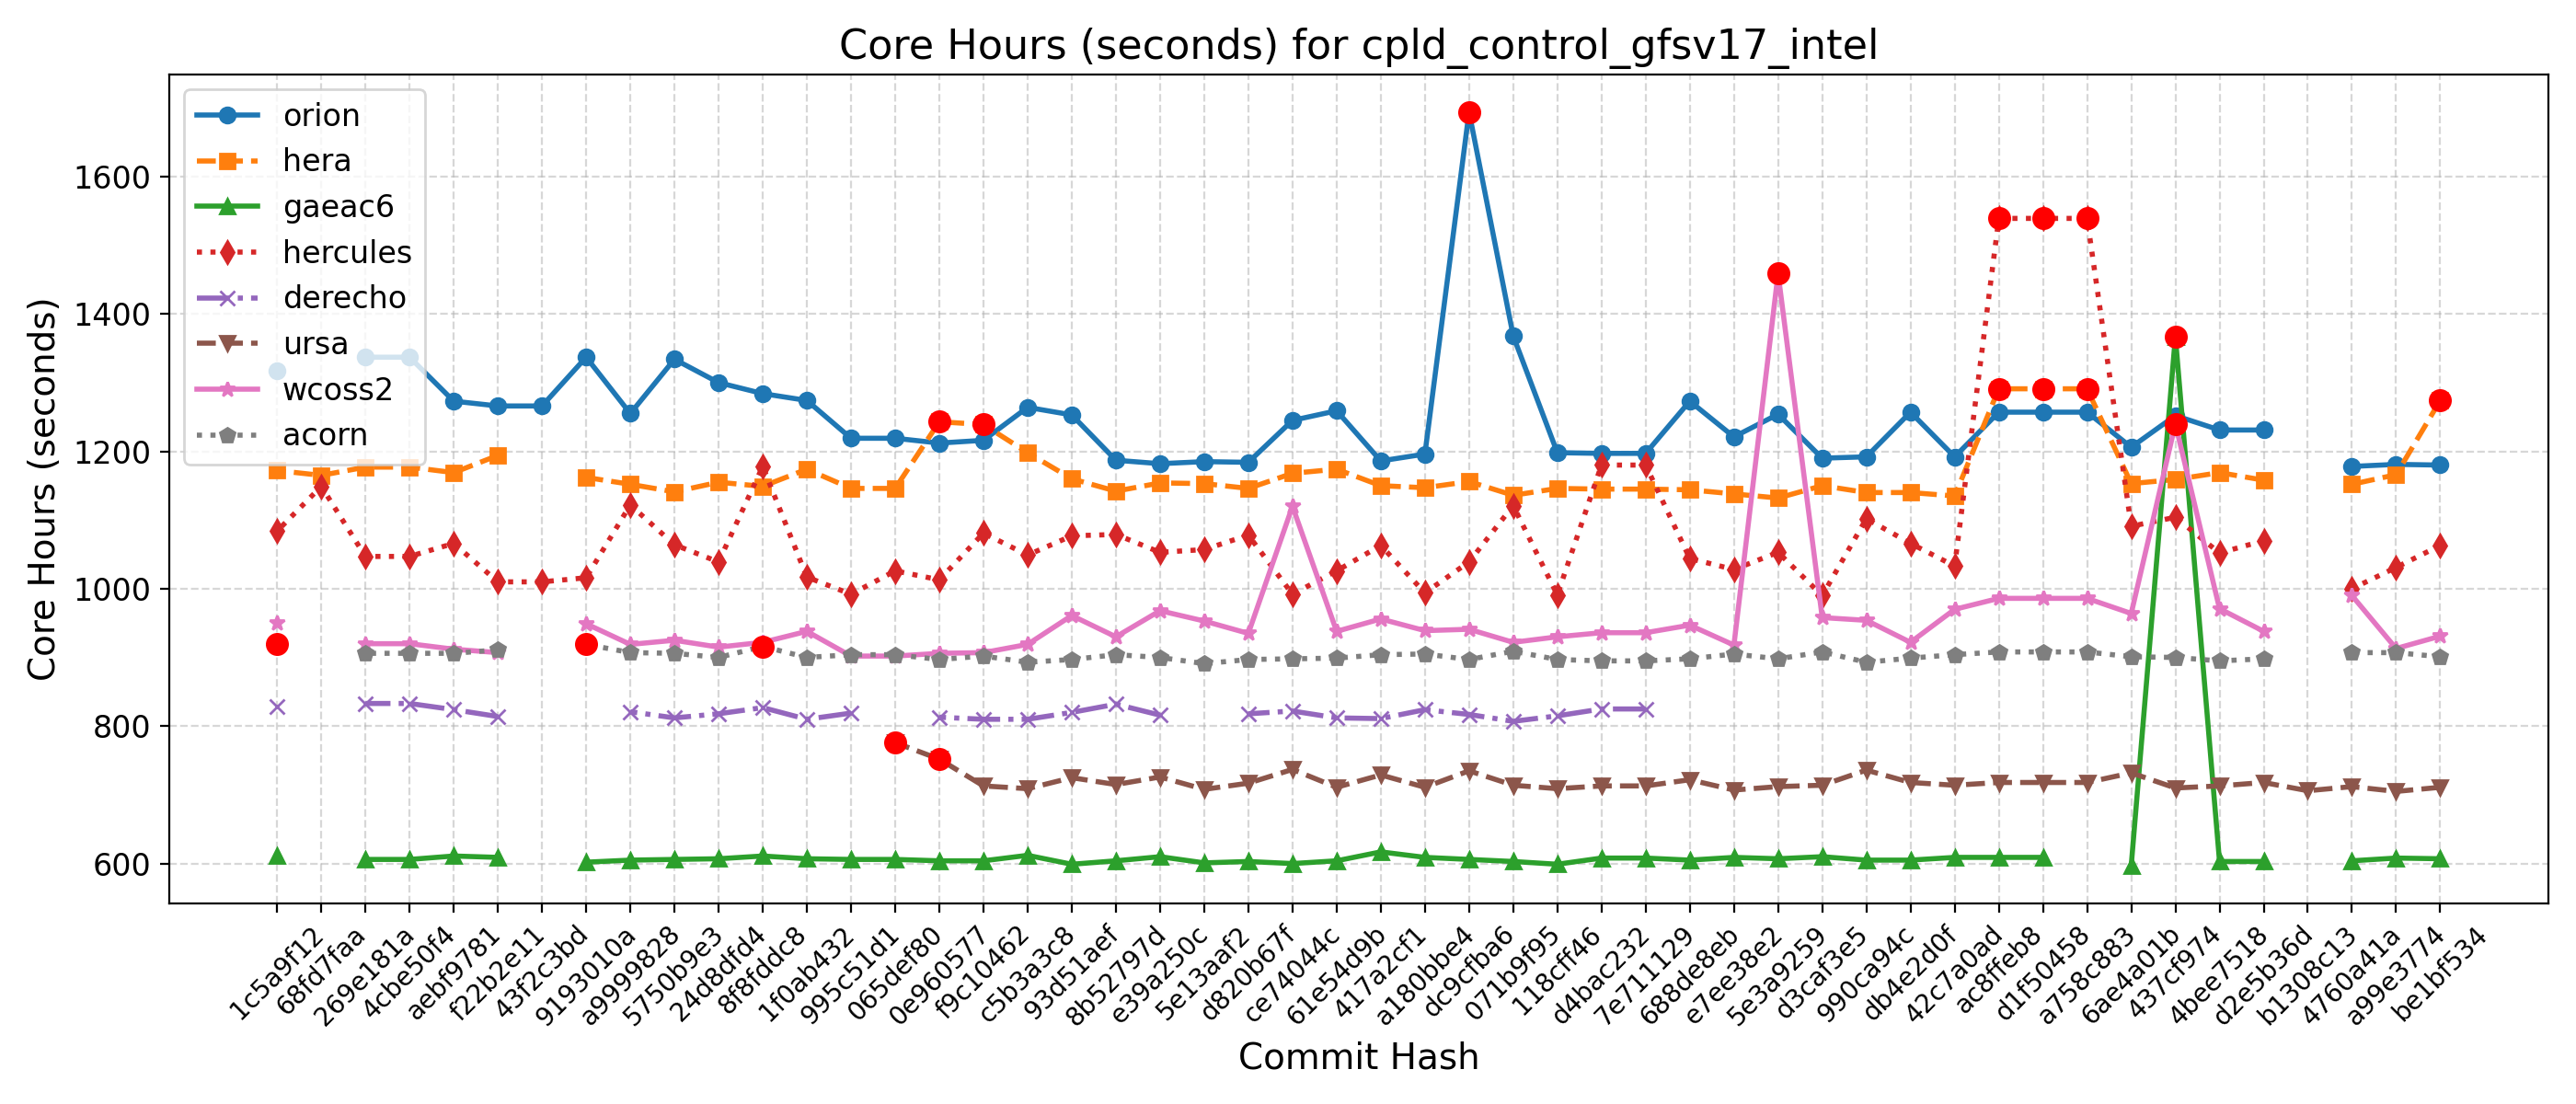 Core Hours (seconds) for cpld_control_gfsv17_intel
orion
hera
gaeac6
hercules
derecho
ursa
wcoss2
acorn
Core Hours (seconds)
1600
1400
1200
1000
800
600
1c5a9f12
68fd7faa
269e181a
4cbe50f4
aebf9781
f22b2e11
43f2c3bd
9193010a
a9999828
5750b9e3
24d8dfd4
8f8fddc8
1f0ab432
995c51d1
065def80
0e960577
f9c10462
c5b3a3c8
93d51aef
8b52797d
e39a250c
5e13aaf2
d820b67f
ce74044c
61e54d9b
417a2cf1
a180bbe4
dc9cfba6
071b9f95
118cff46
d4bac232
7e711129
688de8eb
e7ee38e2
5e3a9259
d3caf3e5
990ca94c
db4e2d0f
42c7a0ad
ac8ffeb8
d1f50458
a758c883
6ae4a01b
437cf974
4bee7518
d2e5b36d
b1308c13
4760a41a
a99e3774
be1bf534
Commit Hash